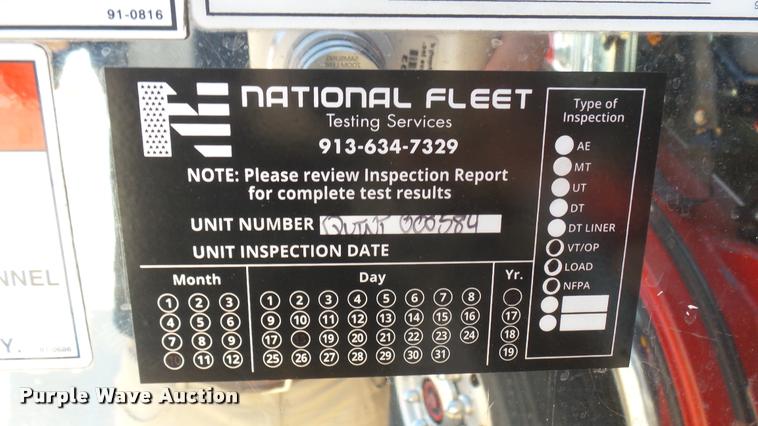 91-0816
NATIONAL FLEET
Testing Services
913-634-7329
NOTE: Please review Inspection Report
for complete test results
UNIT NUMBER QUINT 000584
UNIT INSPECTION DATE
Month Day Yr.
1 2 3 1 2 3 4 5 6 7 8
4 5 6 9 10 11 12 13 14 15 16 17
7 8 9 17 19 20 21 22 23 24 18
11 12 25 26 27 28 29 30 31 19
Type of
Inspection
AE
MT
UT
DT
DT LINER
VT/OP
LOAD
NFPA
NNEL
Y.
Purple Wave Auction